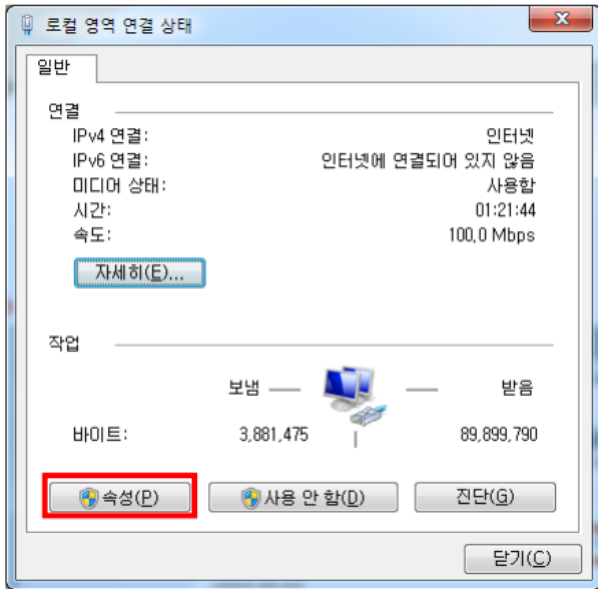 로컬 영역 연결 상태
일반
연결
IPv4 연결: 인터넷
IPv6 연결: 인터넷에 연결되어 있지 않음
미디어 상태: 사용함
시간: 01:21:44
속도: 100,0 Mbps
자세히(E)...
작업
보냄 받음
바이트: 3,881,475 89,899,790
속성(P) 사용 안 함(D) 진단(G)
닫기(C)